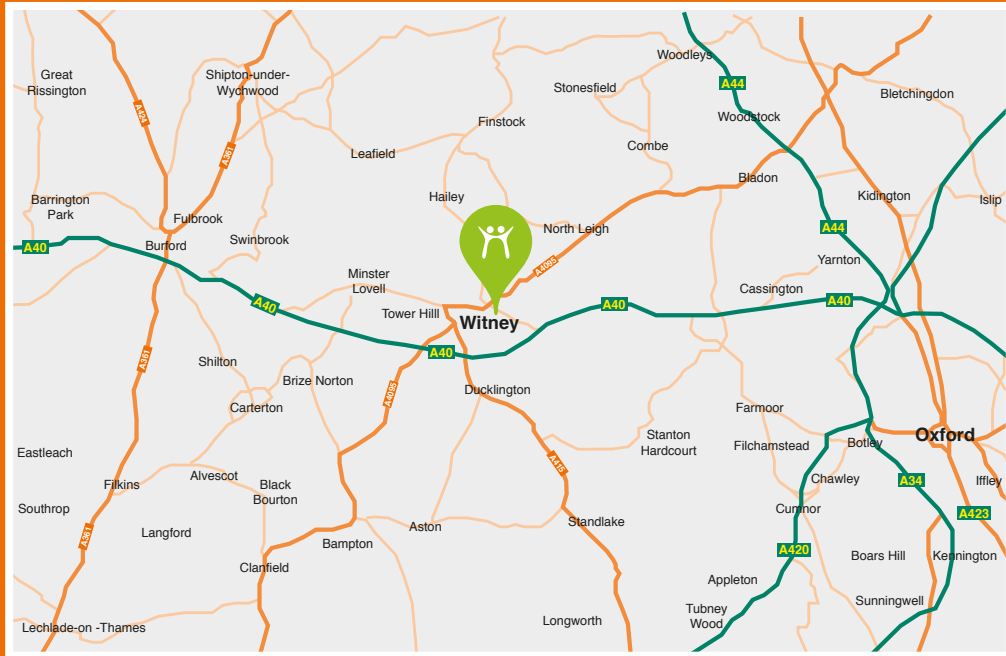 Woodleys
Great
Rissington
Shipton-under-
Wychwood
A44
Stonesfield
Bletchingdon
A424
Woodstock
Finstock
Combe
A361
Leafield
Bladon
Hailey
Kidington
Barrington
Park
Islip
Fulbrook
North Leigh
A44
Swinbrook
A40
Burford
Yarnton
A4095
Minster
Lovell
Cassington
A40
A40
A40
Tower Hill
Witney
A40
A361
Shilton
Brize Norton
Ducklington
A4095
Carterton
Farmoor
Stanton
Hardcourt
Filchamstead
Botley
Oxford
Eastleach
A415
Alvescot
Chawley
A34
Iffley
Filkins
Black
Bourton
Southrop
Cumnor
A423
Aston
Standlake
Langford
A361
Bampton
A420
Boars Hill
Kennington
Clanfield
Appleton
Sunningwell
Tubney
Wood
Longworth
Lechlade-on -Thames